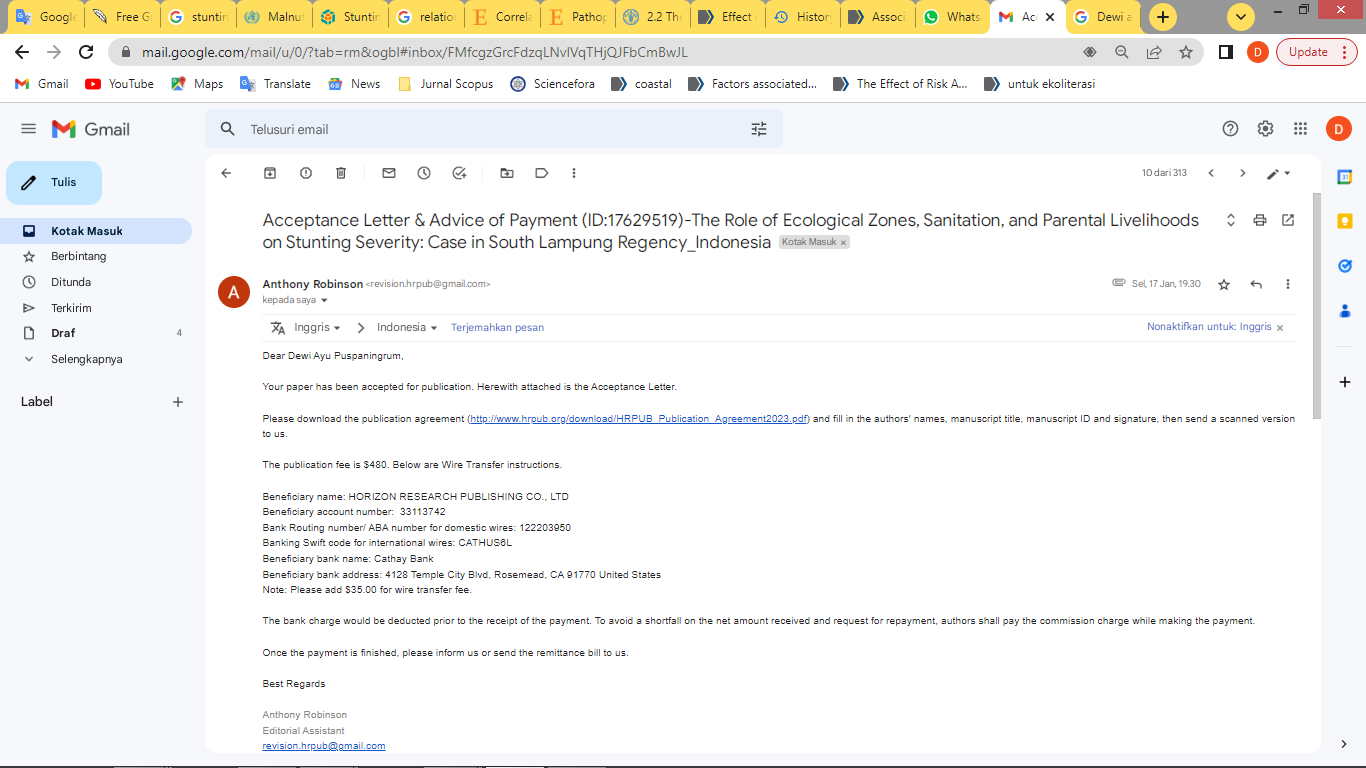 Google
Free G
stuntin
Malnut
Stuntin
relatio
Correla
Pathop
2.2 The
Effect
History
Associ
Whats
Acc
Dewi a
mail.google.com/mail/u/0/?tab=rm&ogbl#inbox/FMfcgzGrcFdzqLNvlVqTHjQJFbCmBwJL
D
Update
Gmail
YouTube
Maps
Translate
News
Jurnal Scopus
Sciencefora
coastal
Factors associated...
The Effect of Risk A...
untuk ekoliterasi
Gmail
Telusuri email
D
Tulis
10 dari 313
Kotak Masuk
Berbintang
Ditunda
Terkirim
Draf 4
Selengkapnya
Label
Acceptance Letter & Advice of Payment (ID:17629519)-The Role of Ecological Zones, Sanitation, and Parental Livelihoods
on Stunting Severity: Case in South Lampung Regency_Indonesia Kotak Masuk x
A
Anthony Robinson <revision.hrpub@gmail.com>
Sel, 17 Jan, 19.30
kepada saya
Inggris > Indonesia Terjemahkan pesan
Nonaktifkan untuk: Inggris x
Dear Dewi Ayu Puspaningrum,
Your paper has been accepted for publication. Herewith attached is the Acceptance Letter.
Please download the publication agreement (http://www.hrpub.org/download/HRPUB_Publication_Agreement2023.pdf) and fill in the authors' names, manuscript title, manuscript ID and signature, then send a scanned version
to us.
The publication fee is $480. Below are Wire Transfer instructions.
Beneficiary name: HORIZON RESEARCH PUBLISHING CO., LTD
Beneficiary account number: 33113742
Bank Routing number/ ABA number for domestic wires: 122203950
Banking Swift code for international wires: CATHUS6L
Beneficiary bank name: Cathay Bank
Beneficiary bank address: 4128 Temple City Blvd, Rosemead, CA 91770 United States
Note: Please add $35.00 for wire transfer fee.
The bank charge would be deducted prior to the receipt of the payment. To avoid a shortfall on the net amount received and request for repayment, authors shall pay the commission charge while making the payment.
Once the payment is finished, please inform us or send the remittance bill to us.
Best Regards
Anthony Robinson
Editorial Assistant
revision.hrpub@gmail.com